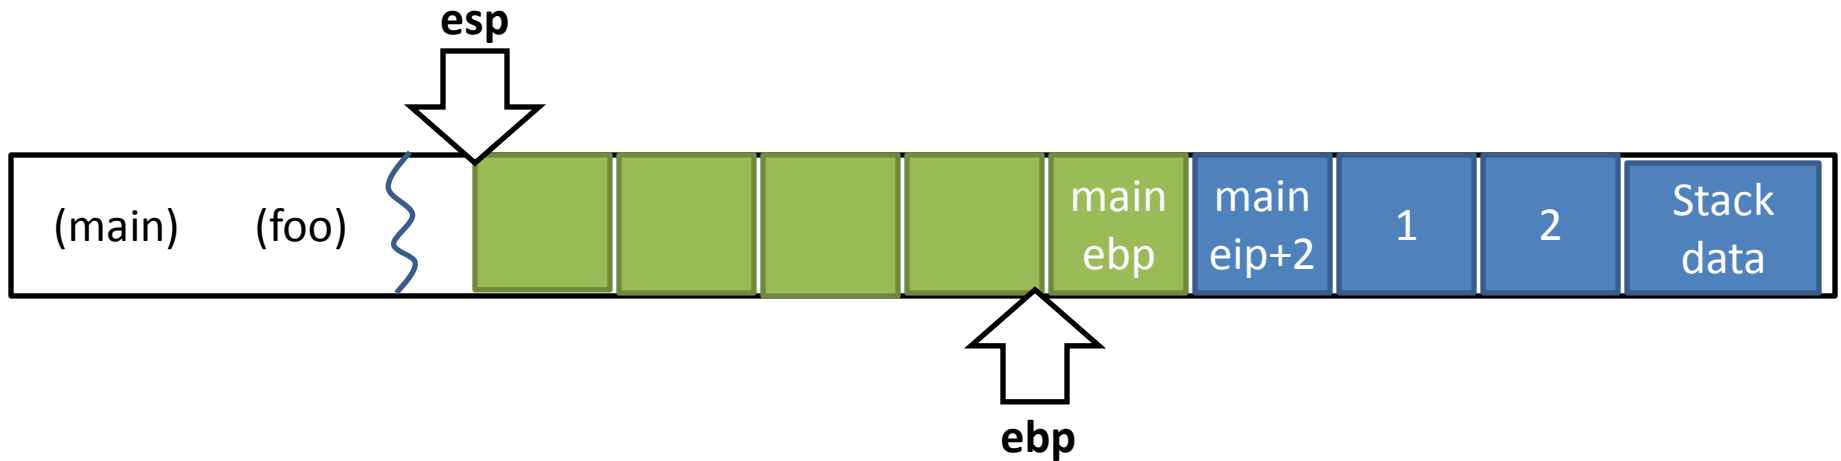 esp
(main) (foo)
main
ebp
main
eip+2
1
2
Stack
data
ebp